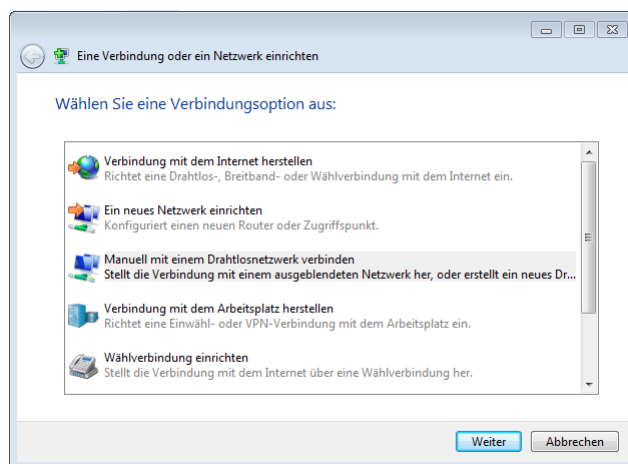 Eine Verbindung oder ein Netzwerk einrichten
Wählen Sie eine Verbindungsoption aus:
Verbindung mit dem Internet herstellen
Richtet eine Drahtlos-, Breitband- oder Wählverbindung mit dem Internet ein.
Ein neues Netzwerk einrichten
Konfiguriert einen neuen Router oder Zugriffspunkt.
Manuell mit einem Drahtlosnetzwerk verbinden
Stellt die Verbindung mit einem ausgeblendeten Netzwerk her, oder erstellt ein neues Dr...
Verbindung mit dem Arbeitsplatz herstellen
Richtet eine Einwähl- oder VPN-Verbindung mit dem Arbeitsplatz ein.
Wählverbindung einrichten
Stellt die Verbindung mit dem Internet über eine Wählverbindung her.
Weiter
Abbrechen